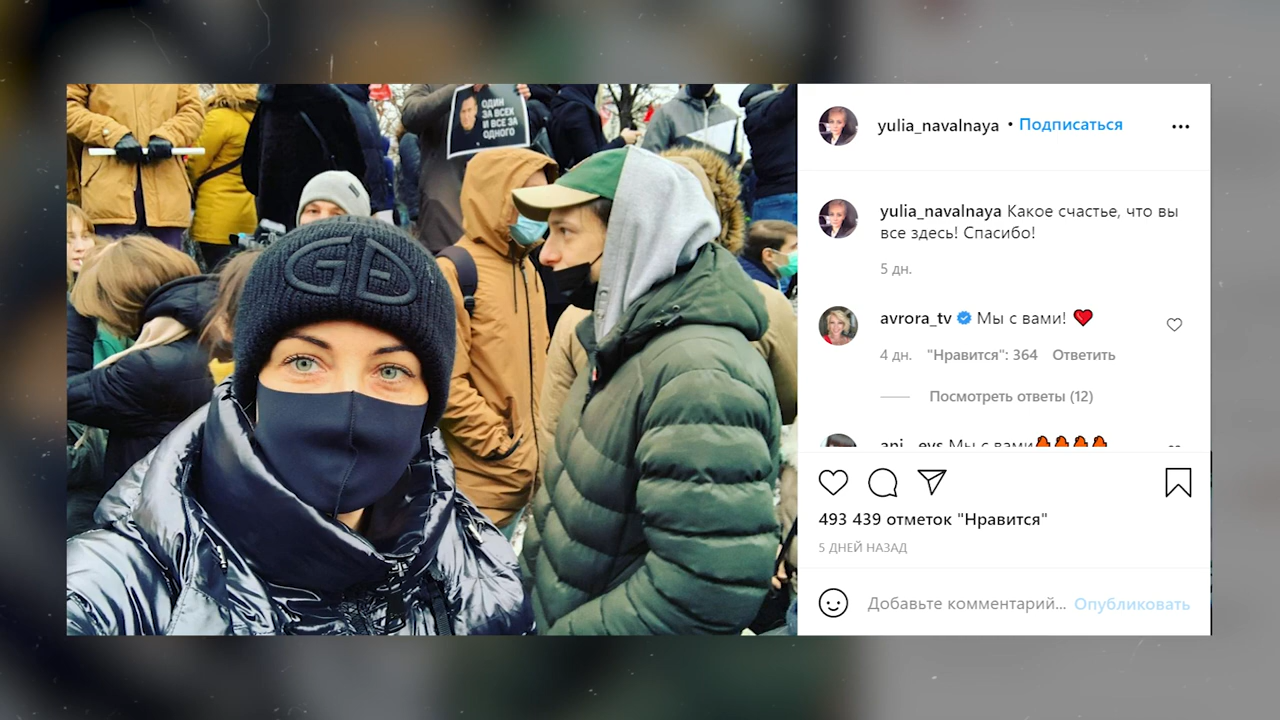 ОДИН
ЗА ВСЕХ
И ВСЕ ЗА
ОДНОГО
GD
yulia_navalnaya • Подписаться
yulia_navalnaya Какое счастье, что вы
все здесь! Спасибо!
5 дн.
avrora_tv Мы с вами!
4 дн. "Нравится": 364 Ответить
Посмотреть ответы (12)
Мы с вами
493 439 отметок "Нравится"
5 ДНЕЙ НАЗАД
Добавьте комментарий... Опубликовать